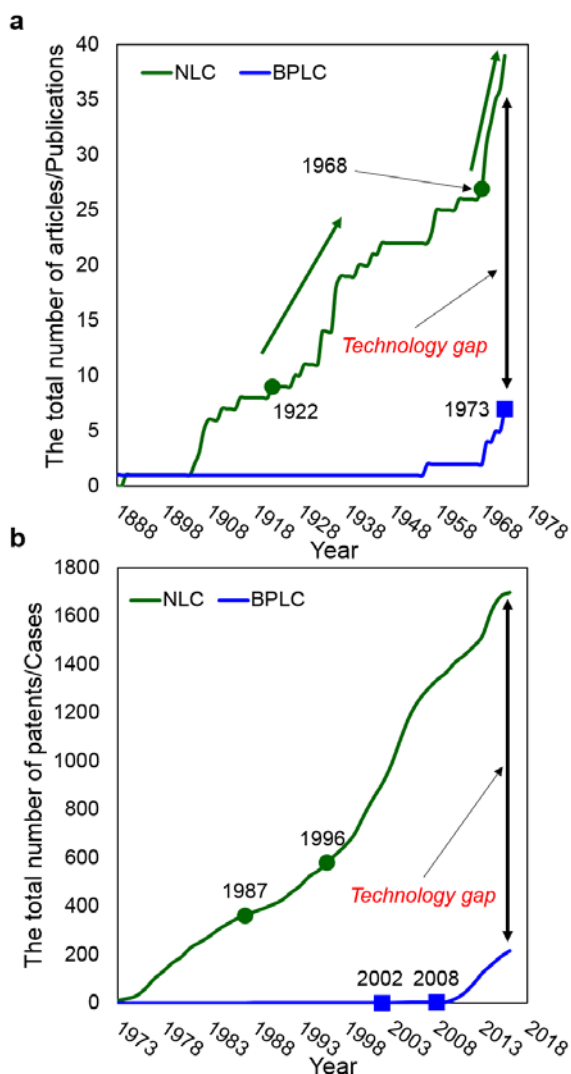 a
The total number of articles/Publications
40
35
30
25
20
15
10
5
0
NLC BPLC
1968
Technology gap
1922
1973
1888 1898 1908 1918 1928 1938 1948 1958 1968 1978
Year
b
The total number of patents/Cases
1800
1600
1400
1200
1000
800
600
400
200
0
NLC BPLC
1996
1987
Technology gap
2002 2008
1973 1978 1983 1988 1993 1998 2003 2008 2013 2018
Year